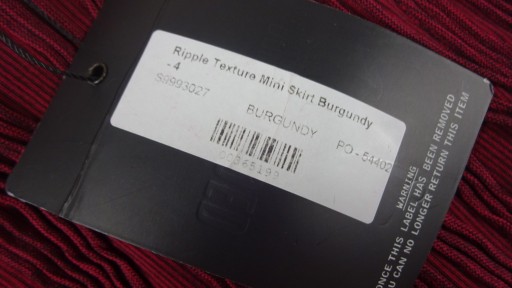 Ripple Texture Mini Skirt Burgundy
- 4
S9993027
BURGUNDY
PO - 54402
WARNING
ONCE THIS LABEL HAS BEEN REMOVED
YOU CAN NO LONGER RETURN THIS ITEM